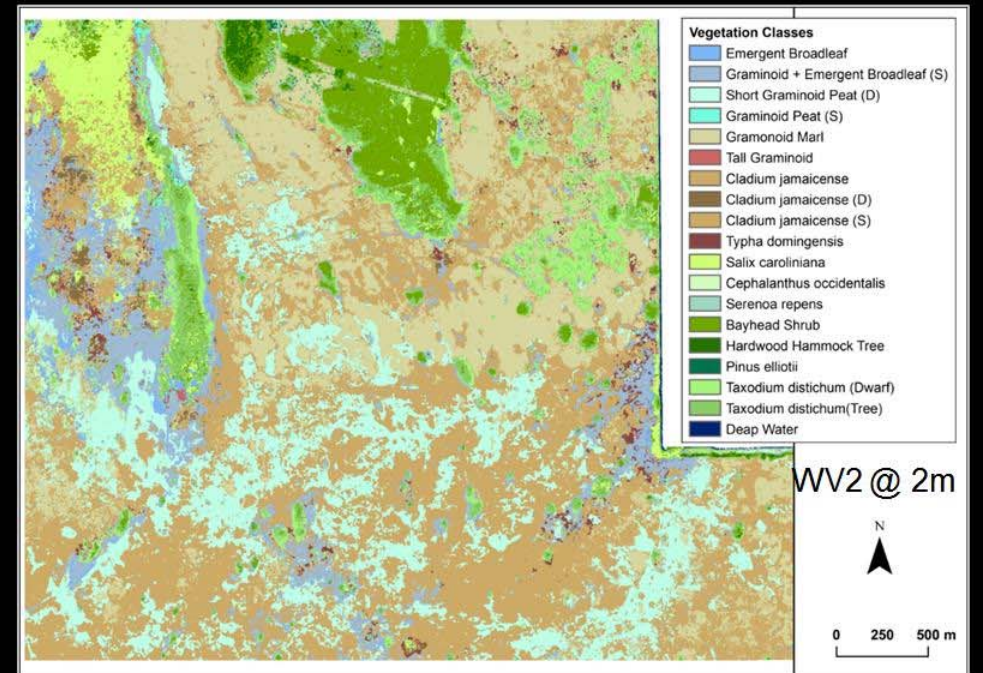 Vegetation Classes
Emergent Broadleaf
Graminoid + Emergent Broadleaf (S)
Short Graminoid Peat (D)
Graminoid Peat (S)
Gramonoid Marl
Tall Graminoid
Cladium jamaicense
Cladium jamaicense (D)
Cladium jamaicense (S)
Typha domingensis
Salix caroliniana
Cephalanthus occidentalis
Serenoa repens
Bayhead Shrub
Hardwood Hammock Tree
Pinus elliotii
Taxodium distichum (Dwarf)
Taxodium distichum(Tree)
Deap Water
WV2 @ 2m
N
0 250 500 m